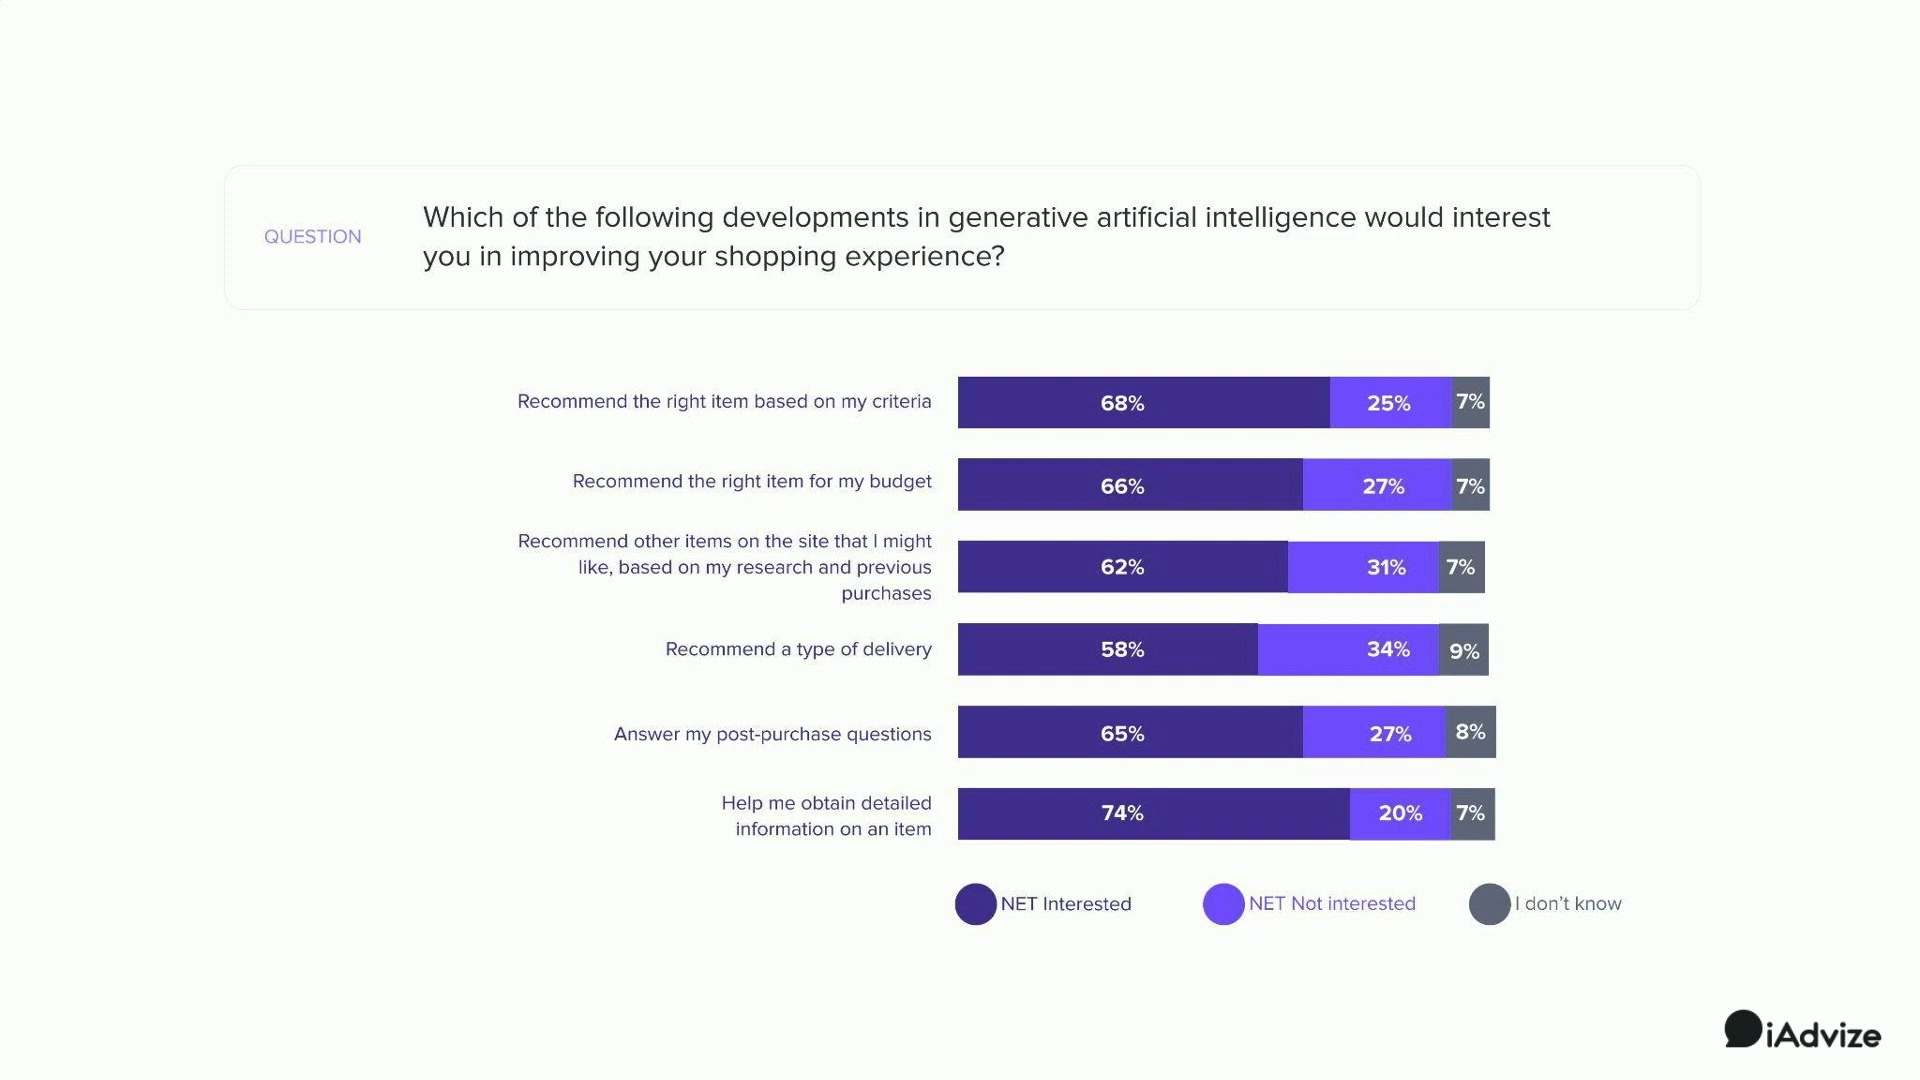 QUESTION
Which of the following developments in generative artificial intelligence would interest
you in improving your shopping experience?
Recommend the right item based on my criteria
68% 25% 7%
Recommend the right item for my budget
66% 27% 7%
Recommend other items on the site that I might
like, based on my research and previous
purchases
62% 31% 7%
Recommend a type of delivery
58% 34% 9%
Answer my post-purchase questions
65% 27% 8%
Help me obtain detailed
information on an item
74% 20% 7%
NET Interested NET Not interested I don’t know
iAdvize